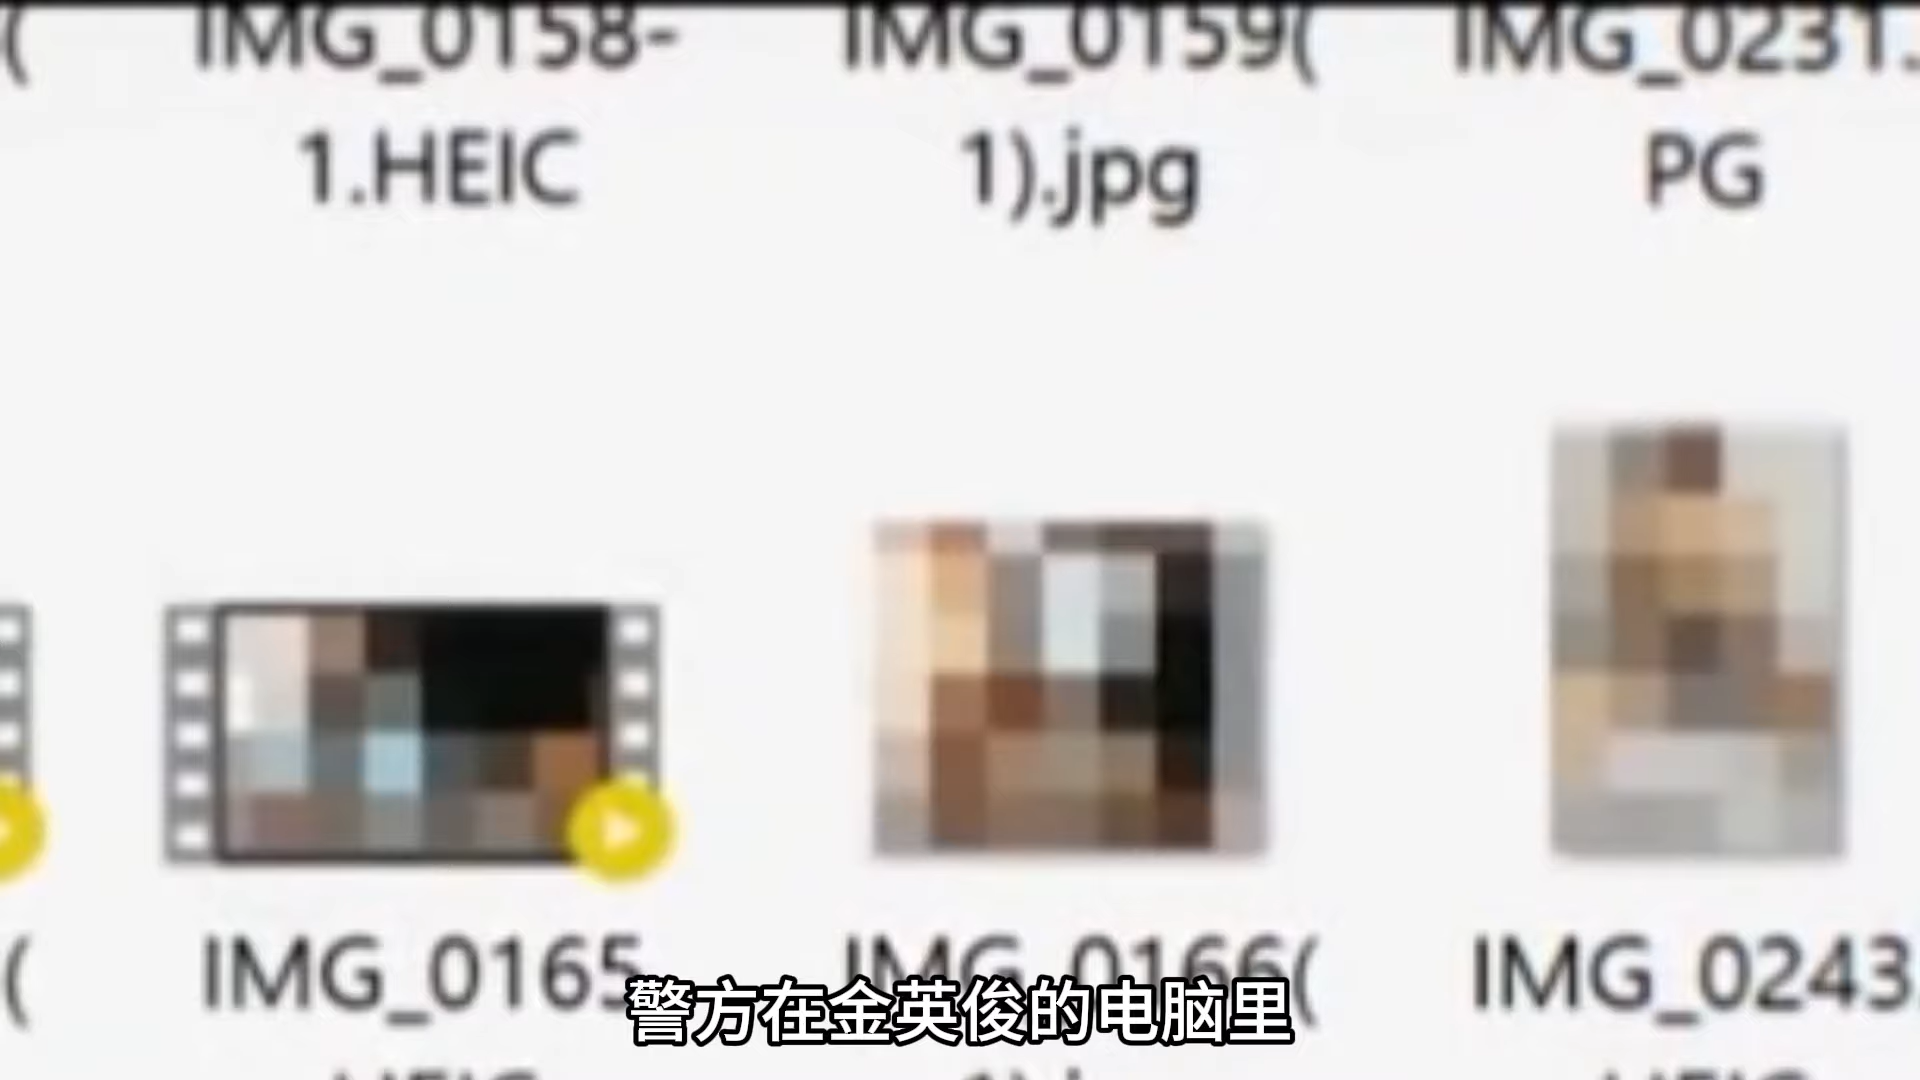 (
IMG_0158-
1.HEIC
IMG_0159(
1).jpg
IMG_0231.
PG
(
IMG_0165-
IMG_0166(
IMG_0243.
警方在金英俊的电脑里